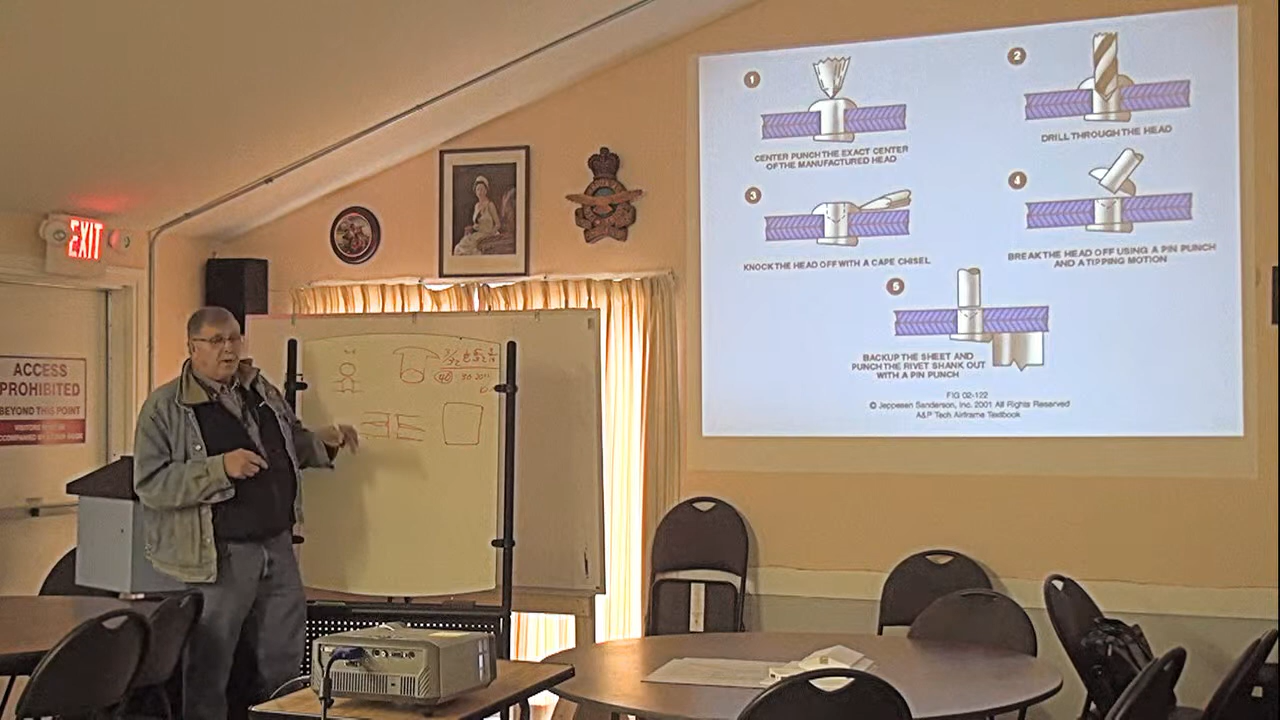 EXIT
ACCESS
PROHIBITED
BEYOND THIS POINT
1
CENTER PUNCH THE EXACT CENTER
OF THE MANUFACTURED HEAD
2
DRILL THROUGH THE HEAD
3
KNOCK THE HEAD OFF WITH A CAPE CHISEL
4
BREAK THE HEAD OFF USING A PIN PUNCH
AND A TIPPING MOTION
5
BACKUP THE SHEET AND
PUNCH THE RIVET SHANK OUT
WITH A PIN PUNCH
FIG 02-122
© Jeppesen Sanderson, Inc. 2001 All Rights Reserved
A&P Tech Airframe Textbook